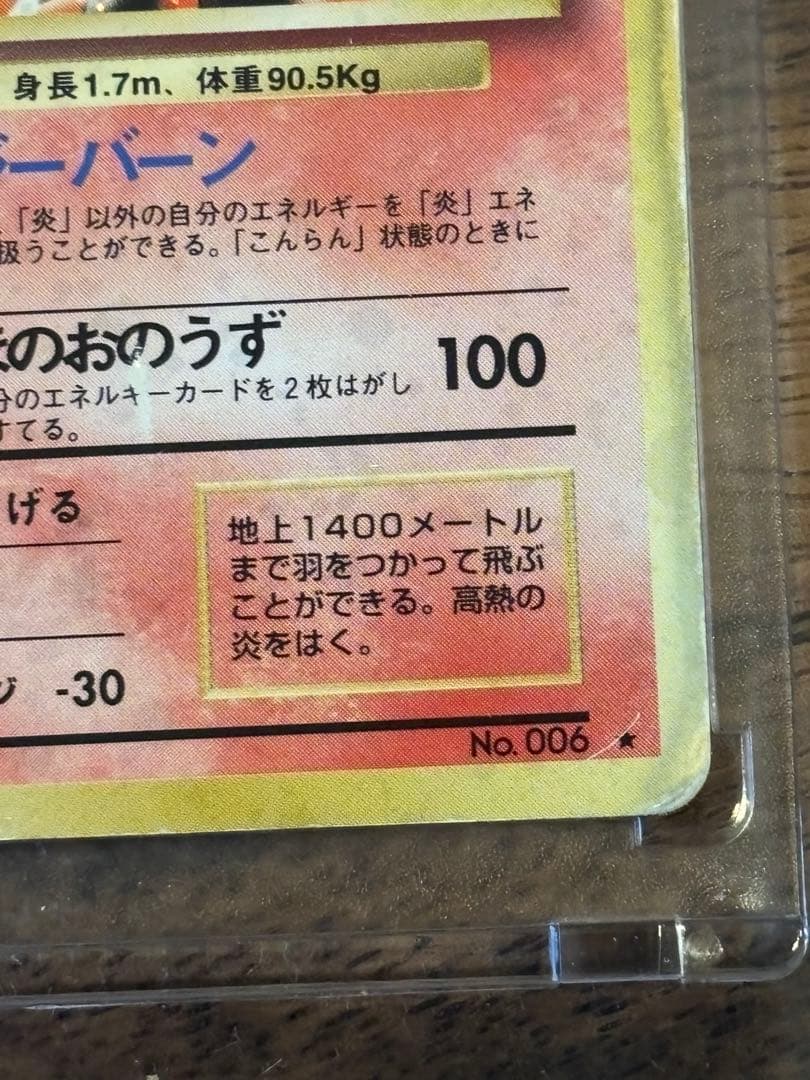 身長1.7m、体重90.5Kg
ーバーン
「炎」以外の自分のエネルギーを「炎」エネ
扱うことができる。「こんらん」状態のときに
のおのうず 100
分のエネルギーカードを2枚はがし
すてる。
げる
地上1400メートル
まで羽をつかって飛ぶ
ことができる。高熱の
炎をはく。
-30
No. 006 ★